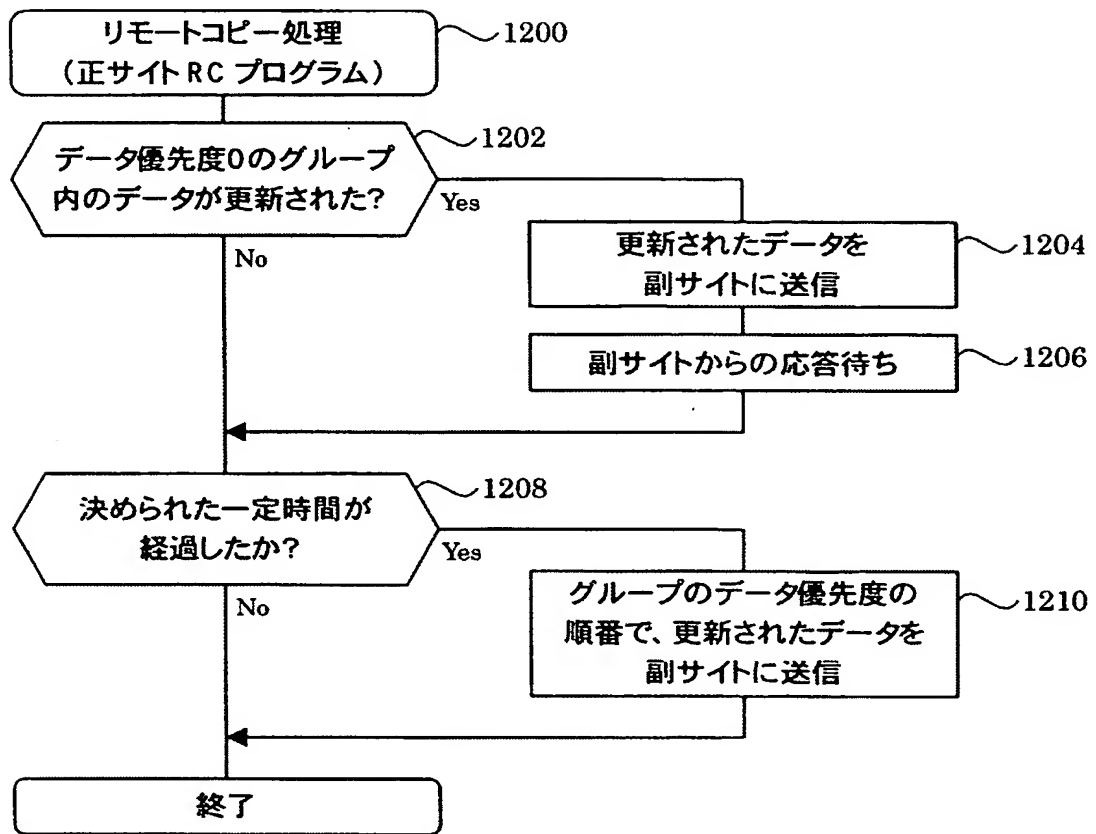 リモートコピー処理
(正サイト RC プログラム)
1200
データ優先度0のグループ
内のデータが更新された?
1202
Yes
No
更新されたデータを
副サイトに送信
1204
副サイトからの応答待ち
1206
決められた一定時間が
経過したか?
1208
Yes
No
グループのデータ優先度の
順番で、更新されたデータを
副サイトに送信
1210
終了